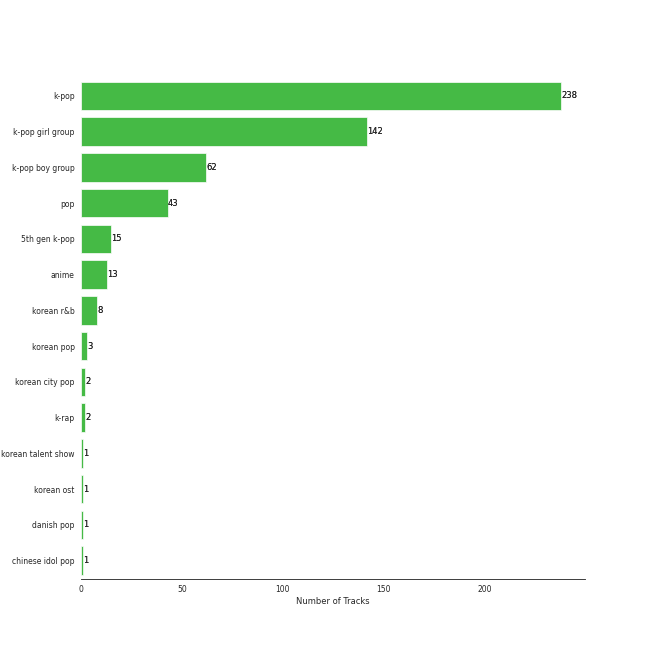 k-pop 238
k-pop girl group 142
k-pop boy group 62
pop 43
5th gen k-pop 15
anime 13
korean r&b 8
korean pop 3
korean city pop 2
k-rap 2
korean talent show 1
korean ost 1
danish pop 1
chinese idol pop 1
0 50 100 150 200
Number of Tracks